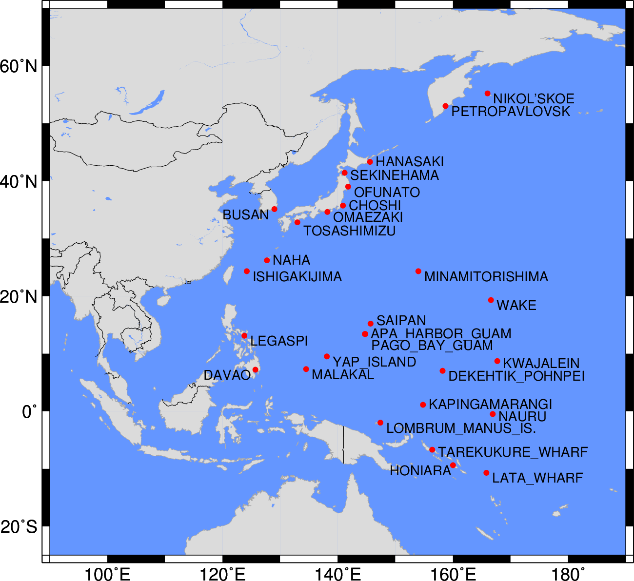 60°N
NIKOL'SKOE
PETROPAVLOVSK
HANASAKI
40°N
SEKINEHAMA
OFUNATO
CHOSHI
BUSAN
OMAEZAKI
TOSASHIMIZU
NAHA
ISHIGAKIJIMA
MINAMITORISHIMA
20°N
WAKE
SAIPAN
APA_HARBOR_GUAM
LEGASPI
PAGO_BAY_GUAM
YAP_ISLAND
KWAJALEIN
DAVAO
MALAKAL
DEKEHTIK_POHNPEI
0°
KAPINGAMARANGI
NAURU
LOMBRUM_MANUS_IS.
TAREKUKURE_WHARF
HONIARA
LATA_WHARF
20°S
100°E
120°E
140°E
160°E
180°